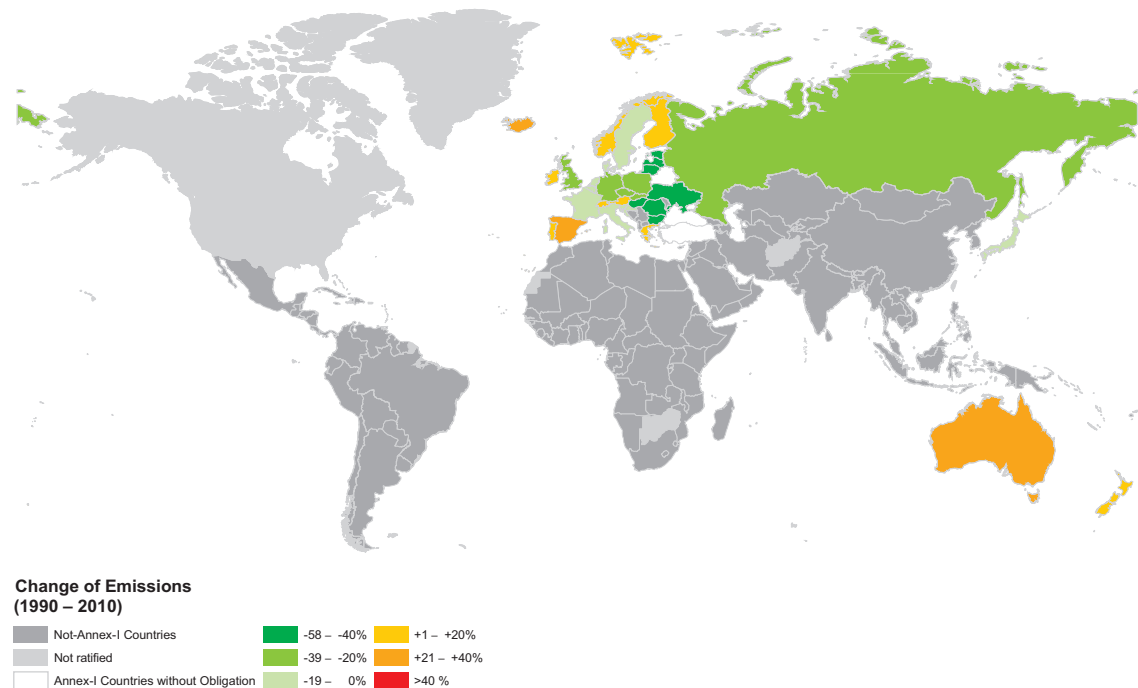 Change of Emissions
(1990 – 2010)
Not-Annex-I Countries
-58 – -40%
+1 – +20%
Not ratified
-39 – -20%
+21 – +40%
Annex-I Countries without Obligation
-19 – 0%
>40 %